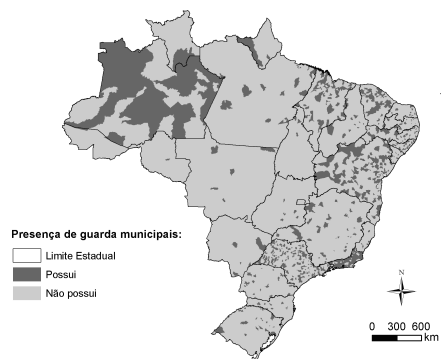 Presença de guarda municipais:
Limite Estadual
Possui
Não possui
N
0 300 600
km